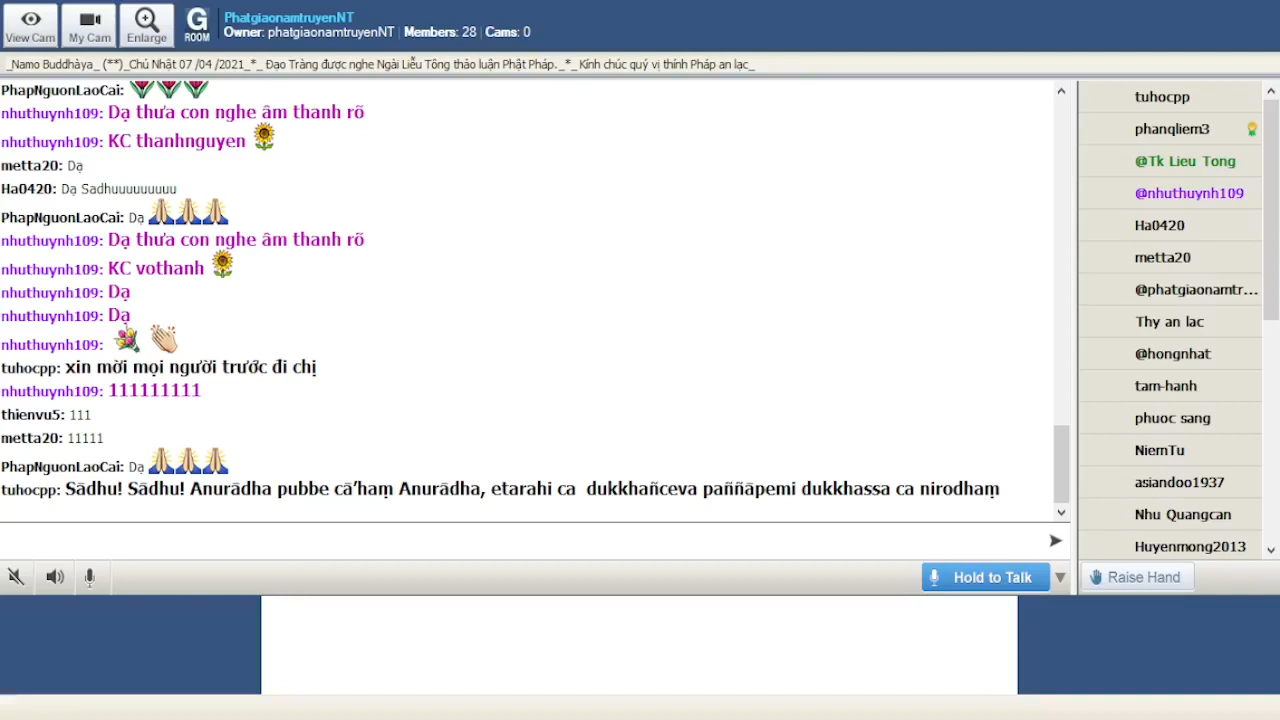 View Cam
My Cam
Enlarge
G
ROOM
PhatgiaonamtruyenNT
Owner: phatgiaonamtruyenNT | Members: 28 | Cams: 0
_Namo Buddhàya_ (**)_Chú Nhật 07 /04 /2021_*_ Đạo Tràng được nghe Ngài Liễu Tông thảo luận Phật Pháp._*_Kính chúc quý vị thính Pháp an lạc_
PhapNguonLaoCai:
nhuthuynh109: Dạ thưa con nghe âm thanh rõ
nhuthuynh109: KC thanhnguyen
metta20: Dạ
Ha0420: Dạ Sadhuuuuuuuuu
PhapNguonLaoCai: Dạ
nhuthuynh109: Dạ thưa con nghe âm thanh rõ
nhuthuynh109: KC vothanh
nhuthuynh109: Dạ
nhuthuynh109: Dạ
nhuthuynh109:
tuhocpp: xin mời mọi người trước đi chị
nhuthuynh109: 111111111
thienvu5: 111
metta20: 11111
PhapNguonLaoCai: Dạ
tuhocpp: Sādhu! Sādhu! Anurādha pubbe cā’haṃ Anurādha, etarahi ca dukkhañceva paññāpemi dukkhassa ca nirodhaṃ
tuhocpp
phanqliem3
@Tk Lieu Tong
@nhuthuynh109
Ha0420
metta20
@phatgiaonamtr...
Thy an lac
@hongnhat
tam-hanh
phuoc sang
NiemTu
asiandoo1937
Nhu Quangcan
Huyenmong2013
Hold to Talk
Raise Hand